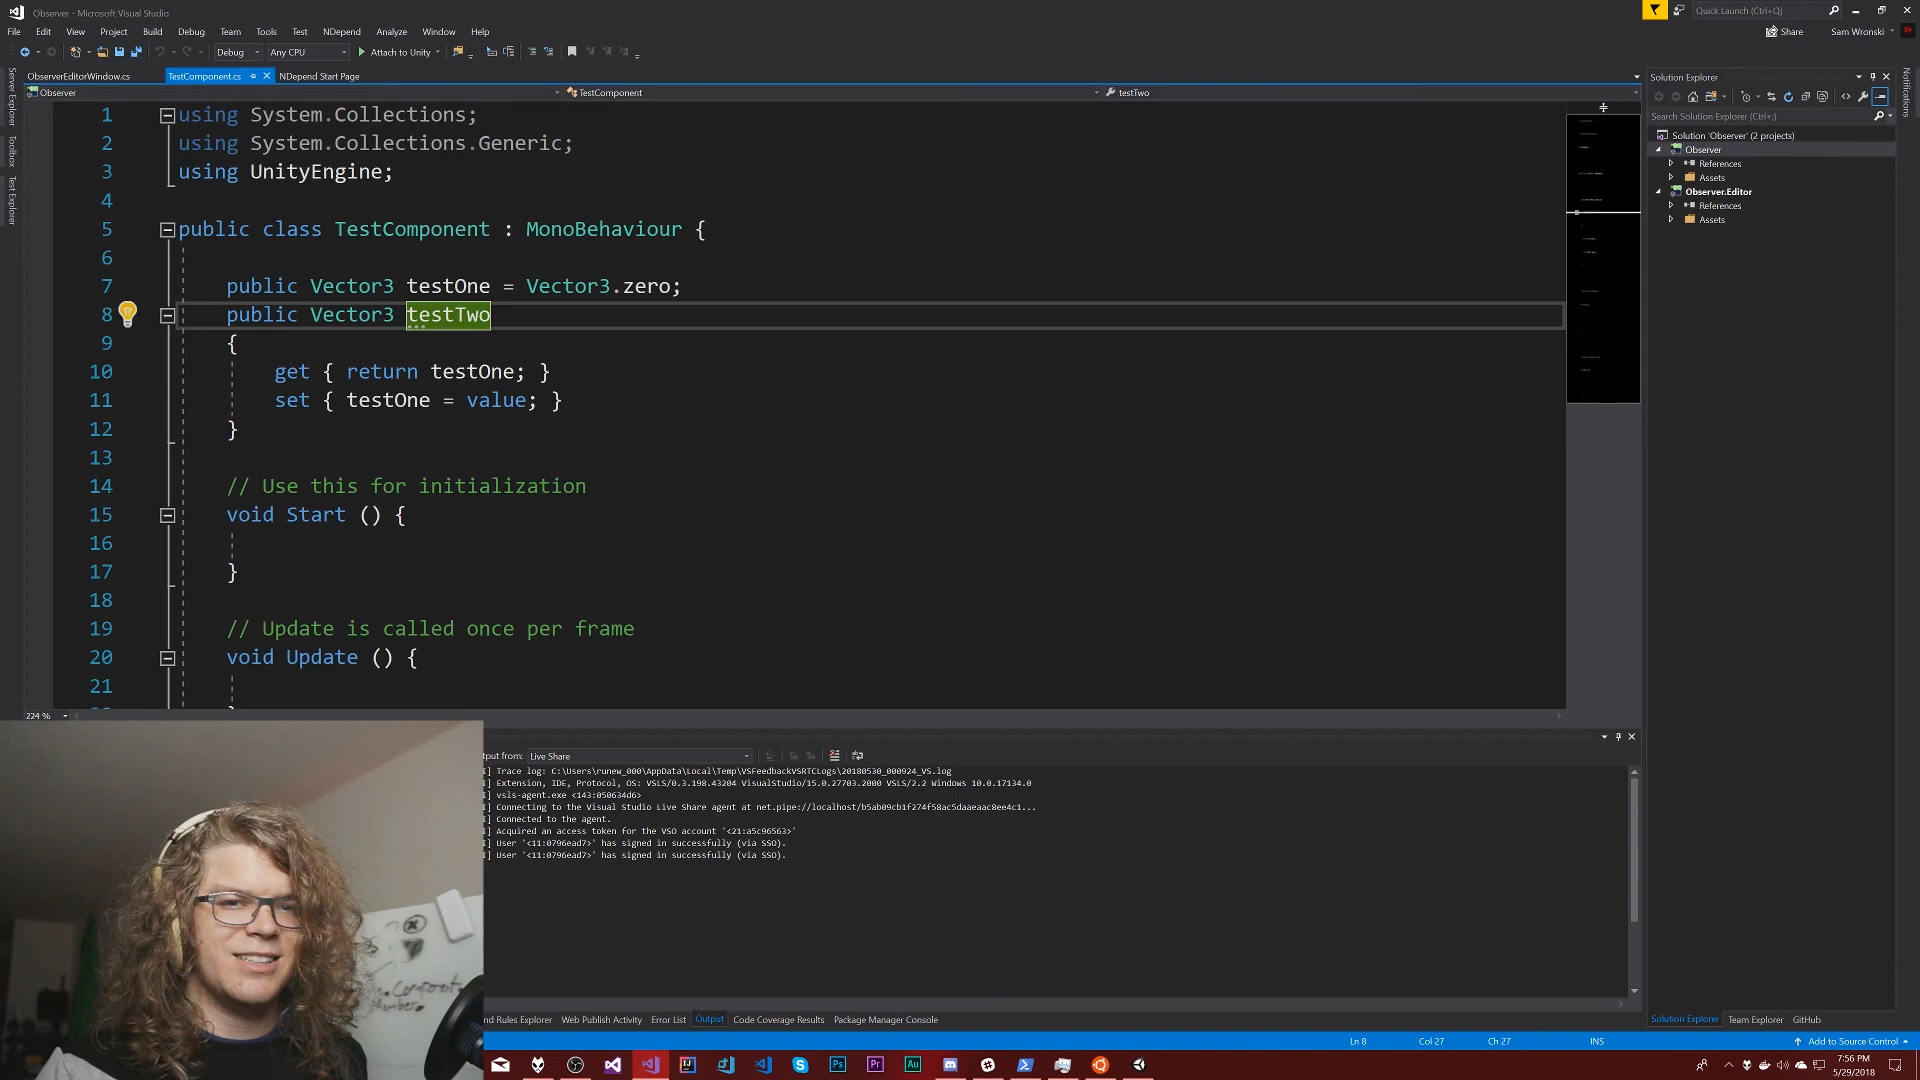 Observer - Microsoft Visual Studio
Quick Launch (Ctrl+Q)
File Edit View Project Build Debug Team Tools Test NDepend Analyze Window Help
Share
Sam Wronski
Debug Any CPU Attach to Unity
Server Explorer
Toolbox
Test Explorer
ObserverEditorWindow.cs TestComponent.cs NDepend Start Page
Observer TestComponent testTwo
1 using System.Collections;
2 using System.Collections.Generic;
3 using UnityEngine;
4
5 public class TestComponent : MonoBehaviour {
6
7 public Vector3 testOne = Vector3.zero;
8 public Vector3 testTwo
9 {
10 get { return testOne; }
11 set { testOne = value; }
12 }
13
14 // Use this for initialization
15 void Start () {
16
17 }
18
19 // Update is called once per frame
20 void Update () {
21
224 %
Solution Explorer
Search Solution Explorer (Ctrl+;)
Solution 'Observer' (2 projects)
Observer
References
Assets
Observer.Editor
References
Assets
Notifications
tput from: Live Share
] Trace log: C:\Users\runew_000\AppData\Local\Temp\VSFeedbackVSRTCLogs\20180530_000924_VS.log
] Extension, IDE, Protocol, OS: VSLS/0.3.198.43204 VisualStudio/15.0.27703.2000 VSLS/2.2 Windows 10.0.17134.0
] vsls-agent.exe <143:050634d6>
] Connecting to the Visual Studio Live Share agent at net.pipe://localhost/b5ab09cb1f274f58ac5daaeaac8ee4c1...
] Connected to the agent.
] Acquired an access token for the VSO account '<21:a5c96563>'
] User '<11:0796ead7>' has signed in successfully (via SSO).
] User '<11:0796ead7>' has signed in successfully (via SSO).
nd Rules Explorer Web Publish Activity Error List Output Code Coverage Results Package Manager Console
Solution Explorer Team Explorer GitHub
Ln 8 Col 27 Ch 27 INS Add to Source Control
7:56 PM
5/29/2018